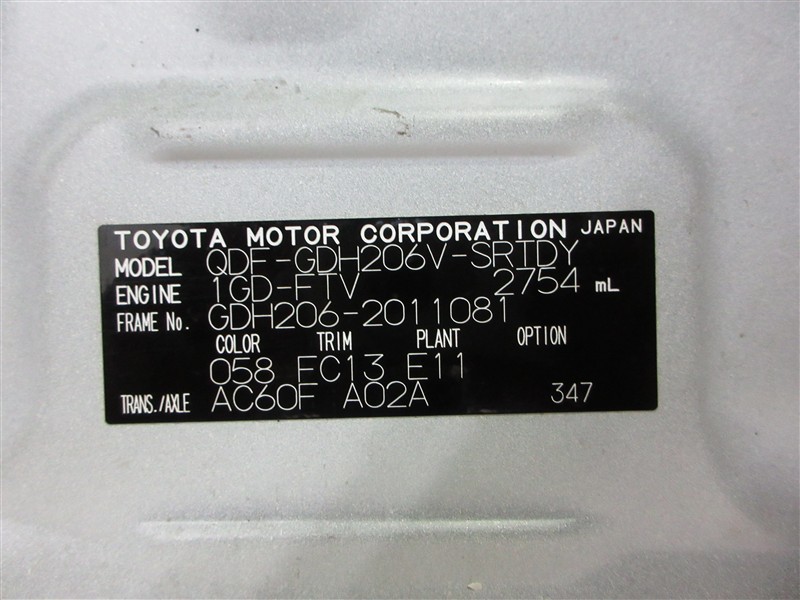 TOYOTA MOTOR CORPORATION JAPAN
MODEL QDF-GDH206V-SRTDY
ENGINE 1GD-FTV 2754 mL
FRAME No. GDH206-2011081
COLOR TRIM PLANT OPTION
058 FC13 E11
TRANS./AXLE AC60F A02A 347